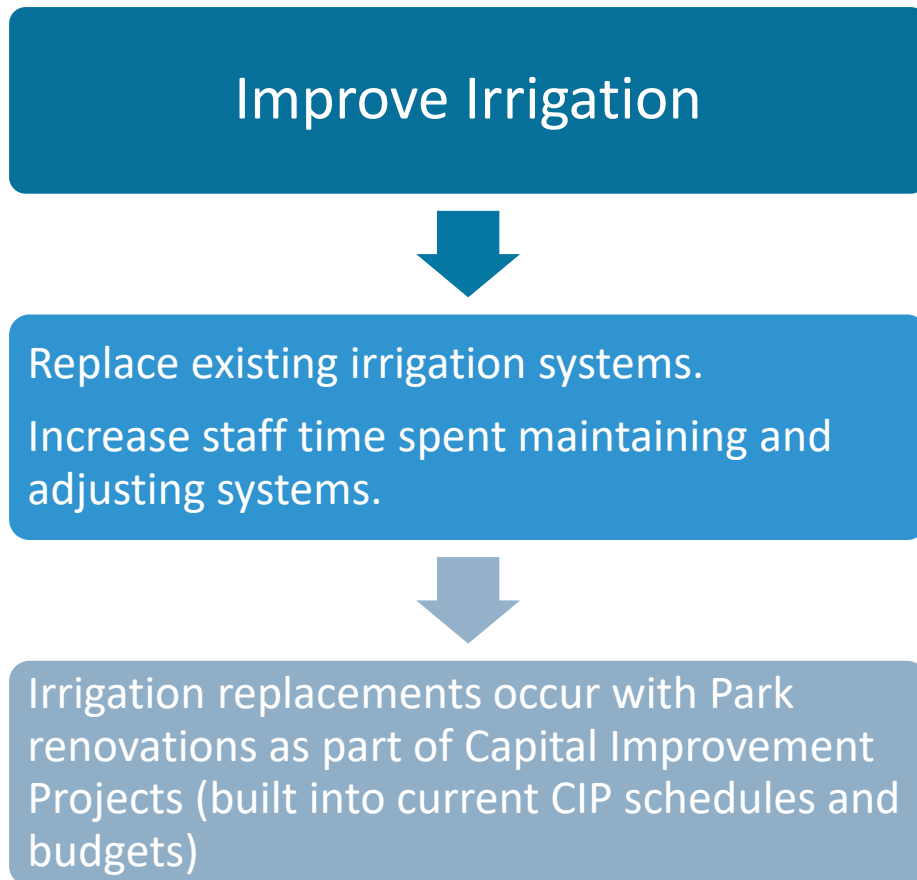 Improve Irrigation
Replace existing irrigation systems.
Increase staff time spent maintaining and
adjusting systems.
Irrigation replacements occur with Park
renovations as part of Capital Improvement
Projects (built into current CIP schedules and
budgets)